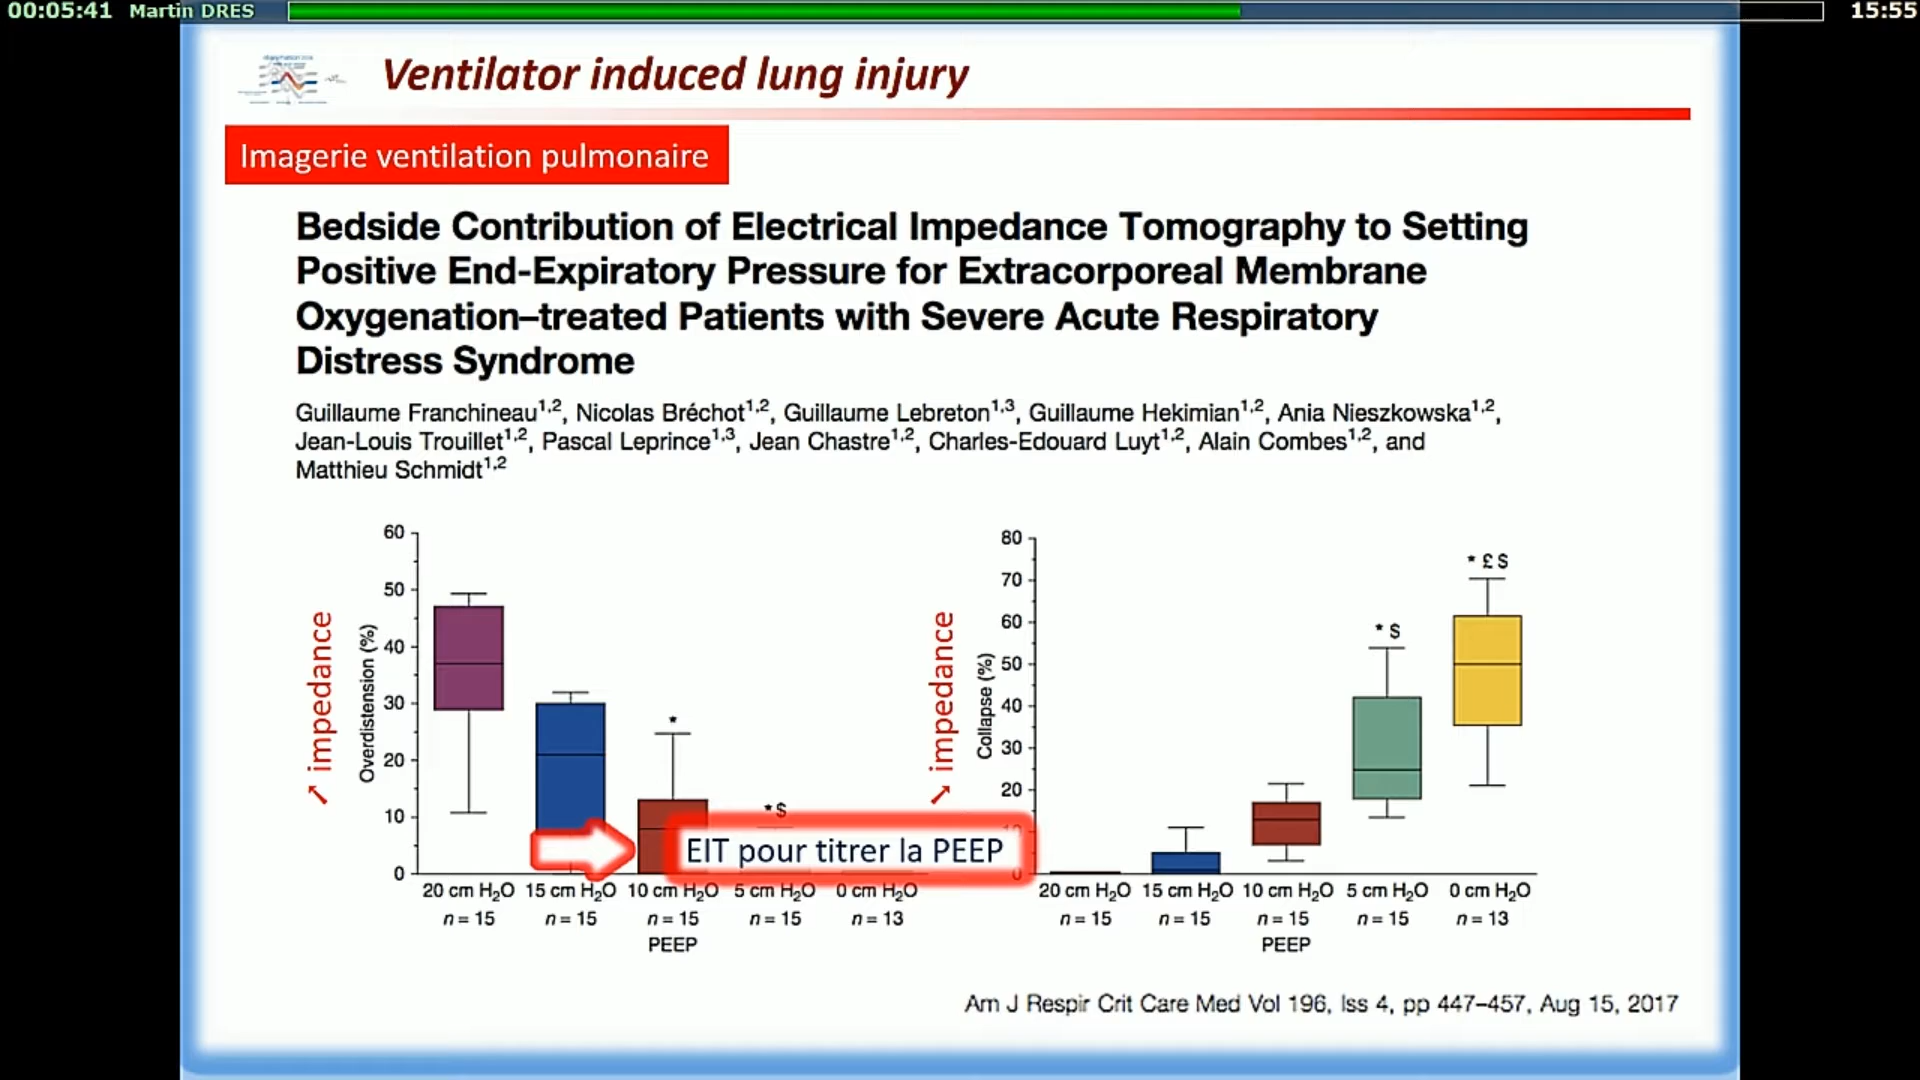 00:05:41 Martin DRES 15:55
Ventilator induced lung injury
Imagerie ventilation pulmonaire
Bedside Contribution of Electrical Impedance Tomography to Setting
Positive End-Expiratory Pressure for Extracorporeal Membrane
Oxygenation–treated Patients with Severe Acute Respiratory
Distress Syndrome
Guillaume Franchineau1,2, Nicolas Bréchot1,2, Guillaume Lebreton1,3, Guillaume Hekimian1,2, Ania Nieszkowska1,2,
Jean-Louis Trouillet1,2, Pascal Leprince1,3, Jean Chastre1,2, Charles-Edouard Luyt1,2, Alain Combes1,2, and
Matthieu Schmidt1,2
↗ impedance
Overdistension (%)
60
50
40
30
20
10
0
*
* $
20 cm H2O 15 cm H2O 10 cm H2O 5 cm H2O 0 cm H2O
n = 15 n = 15 n = 15 n = 15 n = 13
PEEP
EIT pour titrer la PEEP
↗ impedance
Collapse (%)
80
70
60
50
40
30
20
10
0
* $
* £ $
20 cm H2O 15 cm H2O 10 cm H2O 5 cm H2O 0 cm H2O
n = 15 n = 15 n = 15 n = 15 n = 13
PEEP
Am J Respir Crit Care Med Vol 196, Iss 4, pp 447–457, Aug 15, 2017